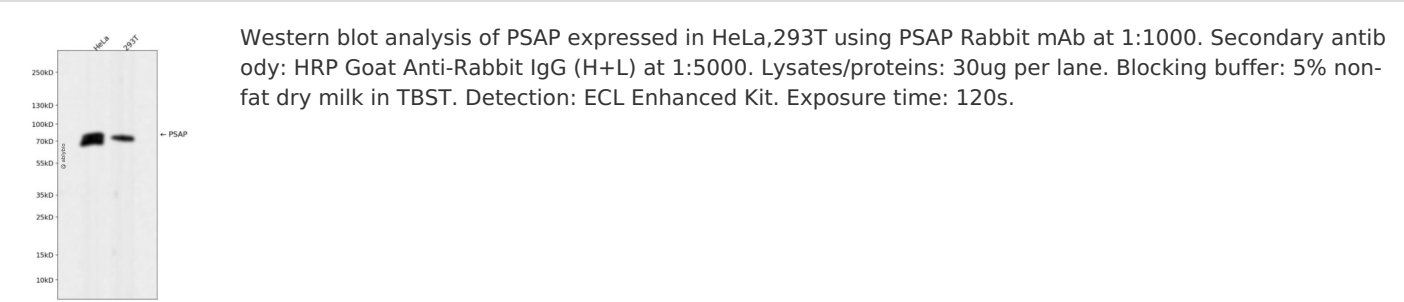 HeLa 293T
250kD
130kD
100kD
← PSAP
70kD
55kD
35kD
25kD
15kD
10kD
Western blot analysis of PSAP expressed in HeLa,293T using PSAP Rabbit mAb at 1:1000. Secondary antib
ody: HRP Goat Anti-Rabbit IgG (H+L) at 1:5000. Lysates/proteins: 30ug per lane. Blocking buffer: 5% non-
fat dry milk in TBST. Detection: ECL Enhanced Kit. Exposure time: 120s.